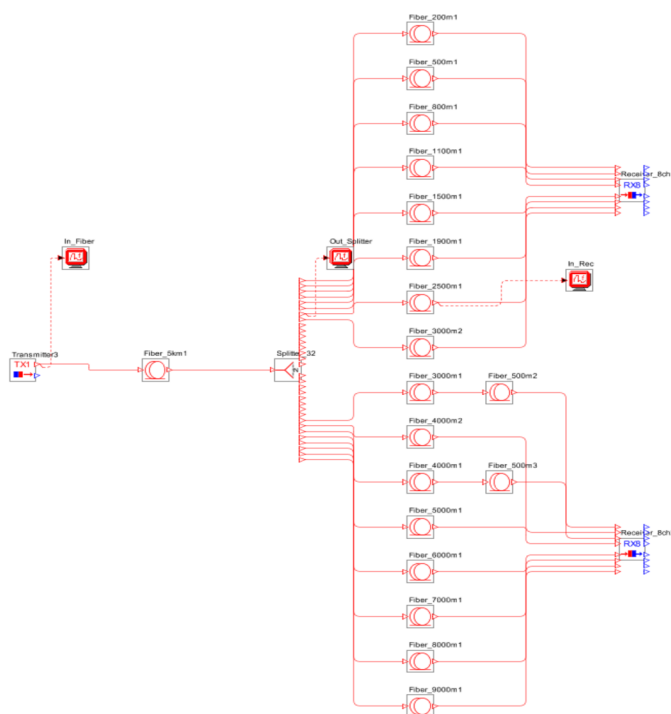 Fiber_200m1
Fiber_500m1
Fiber_800m1
Fiber_1100m1
Receiver_8ch
RX8
Fiber_1500m1
In_Fiber
Out_Splitter
Fiber_1900m1
In_Rec
Fiber_2500m1
Fiber_3000m2
Transmitter3
TX1
Fiber_5km1
Fiber_3000m1
Fiber_500m2
Fiber_4000m2
Fiber_4000m1
Fiber_500m3
Fiber_5000m1
Receiver_8ch
RX8
Fiber_6000m1
Fiber_7000m1
Fiber_8000m1
Fiber_9000m1